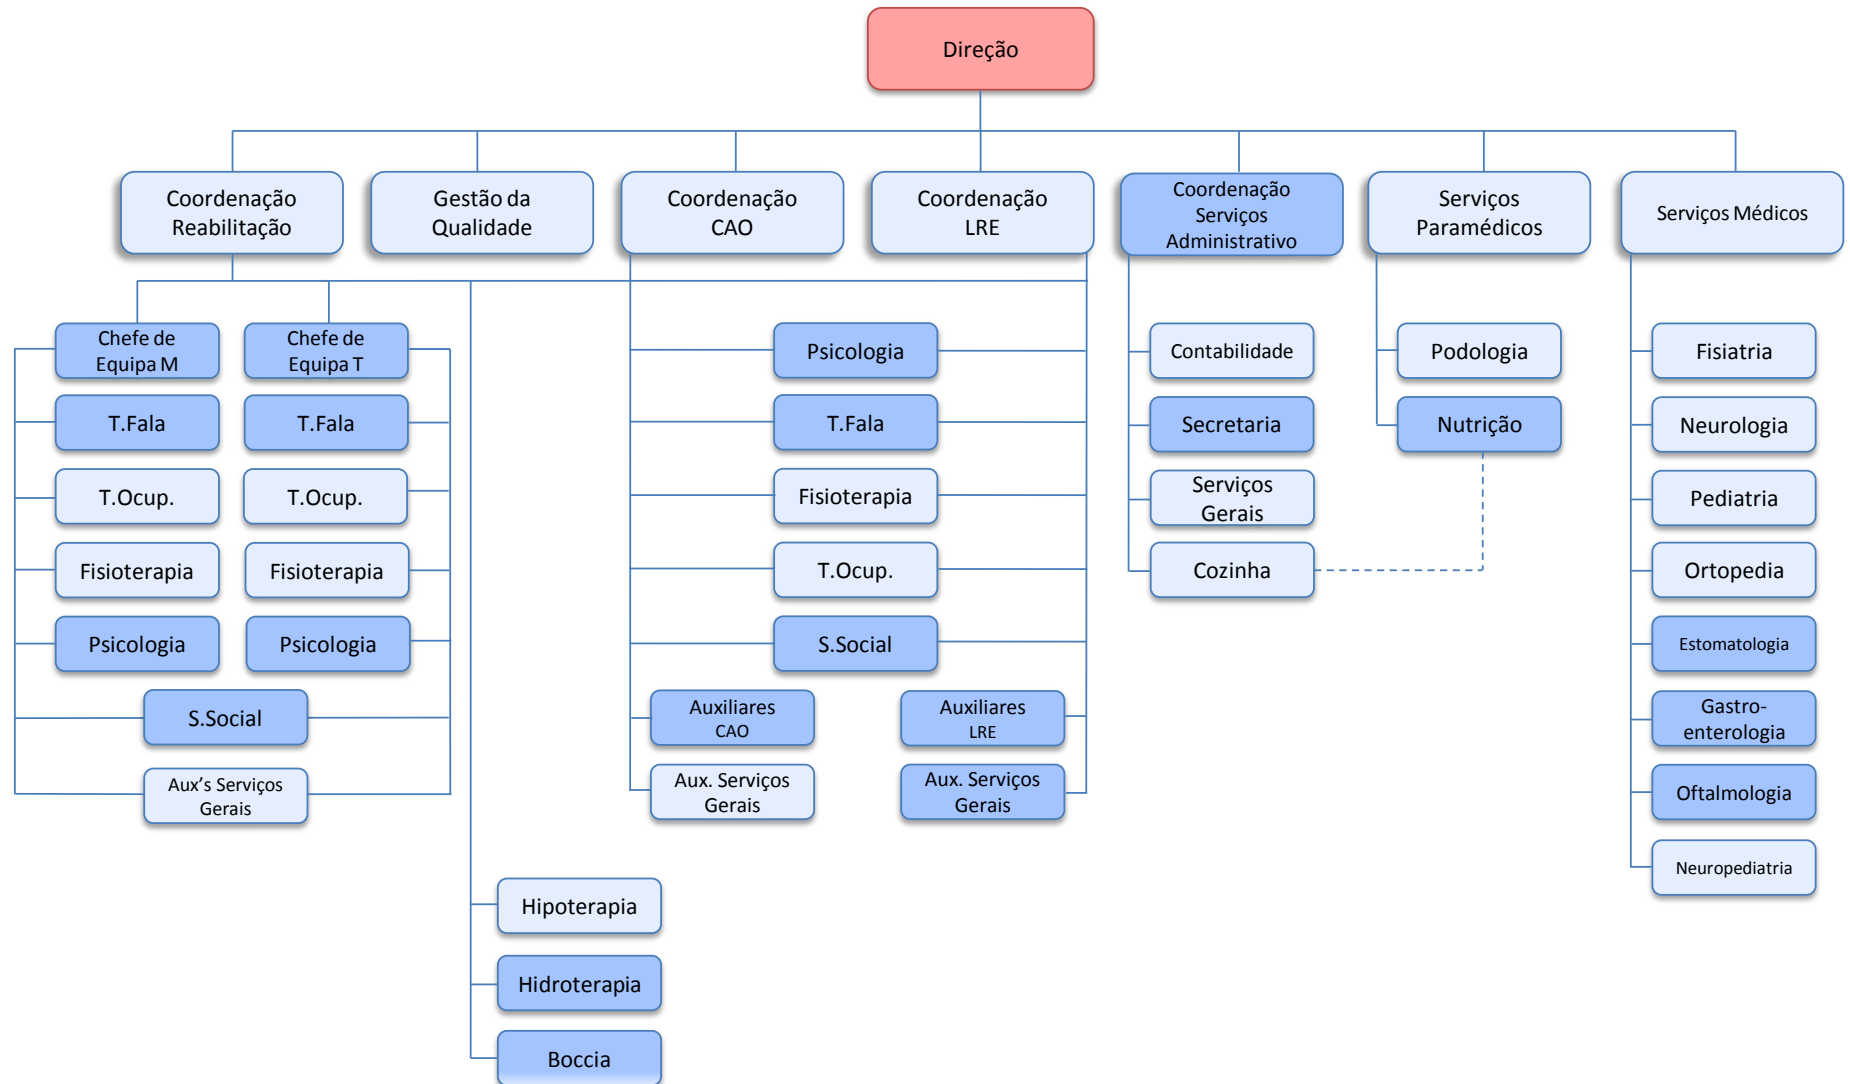 Direção
Coordenação
Reabilitação
Gestão da
Qualidade
Coordenação
CAO
Coordenação
LRE
Coordenação
Serviços
Administrativo
Serviços
Paramédicos
Serviços Médicos
Chefe de
Equipa M
Chefe de
Equipa T
T.Fala
T.Fala
T.Ocup.
T.Ocup.
Fisioterapia
Fisioterapia
Psicologia
Psicologia
S.Social
Aux's Serviços
Gerais
Hipoterapia
Hidroterapia
Boccia
Psicologia
T.Fala
Fisioterapia
T.Ocup.
S.Social
Auxiliares
CAO
Auxiliares
LRE
Aux. Serviços
Gerais
Aux. Serviços
Gerais
Contabilidade
Secretaria
Serviços
Gerais
Cozinha
Podologia
Nutrição
Fisiatria
Neurologia
Pediatria
Ortopedia
Estomatologia
Gastro-
enterologia
Oftalmologia
Neuropediatria